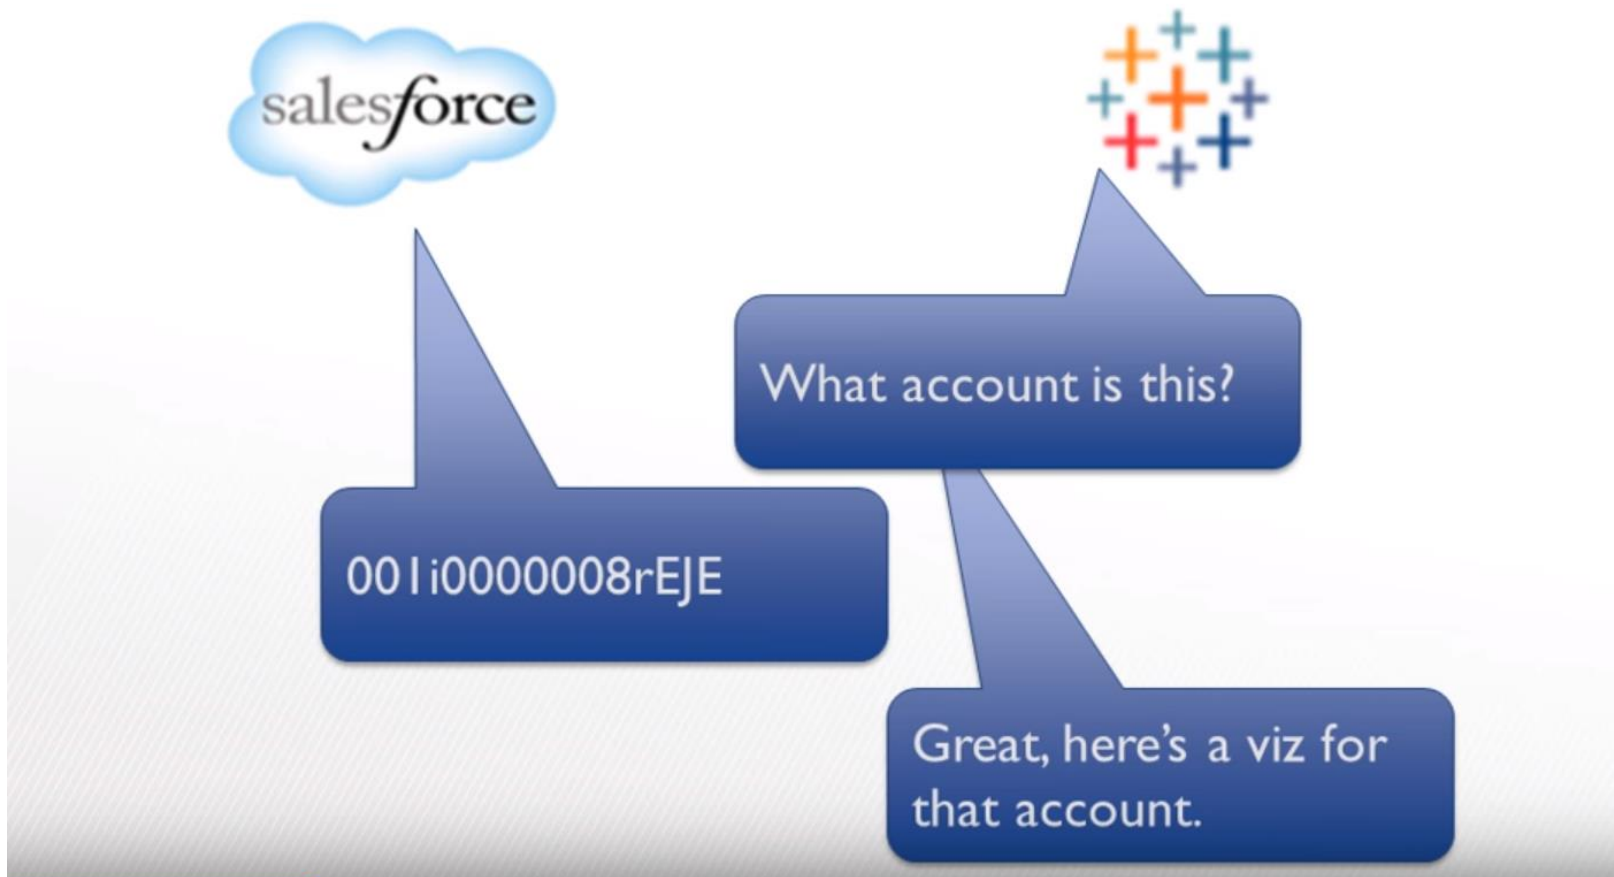 salesforce
What account is this?
001i0000008rEJE
Great, here's a viz for
that account.